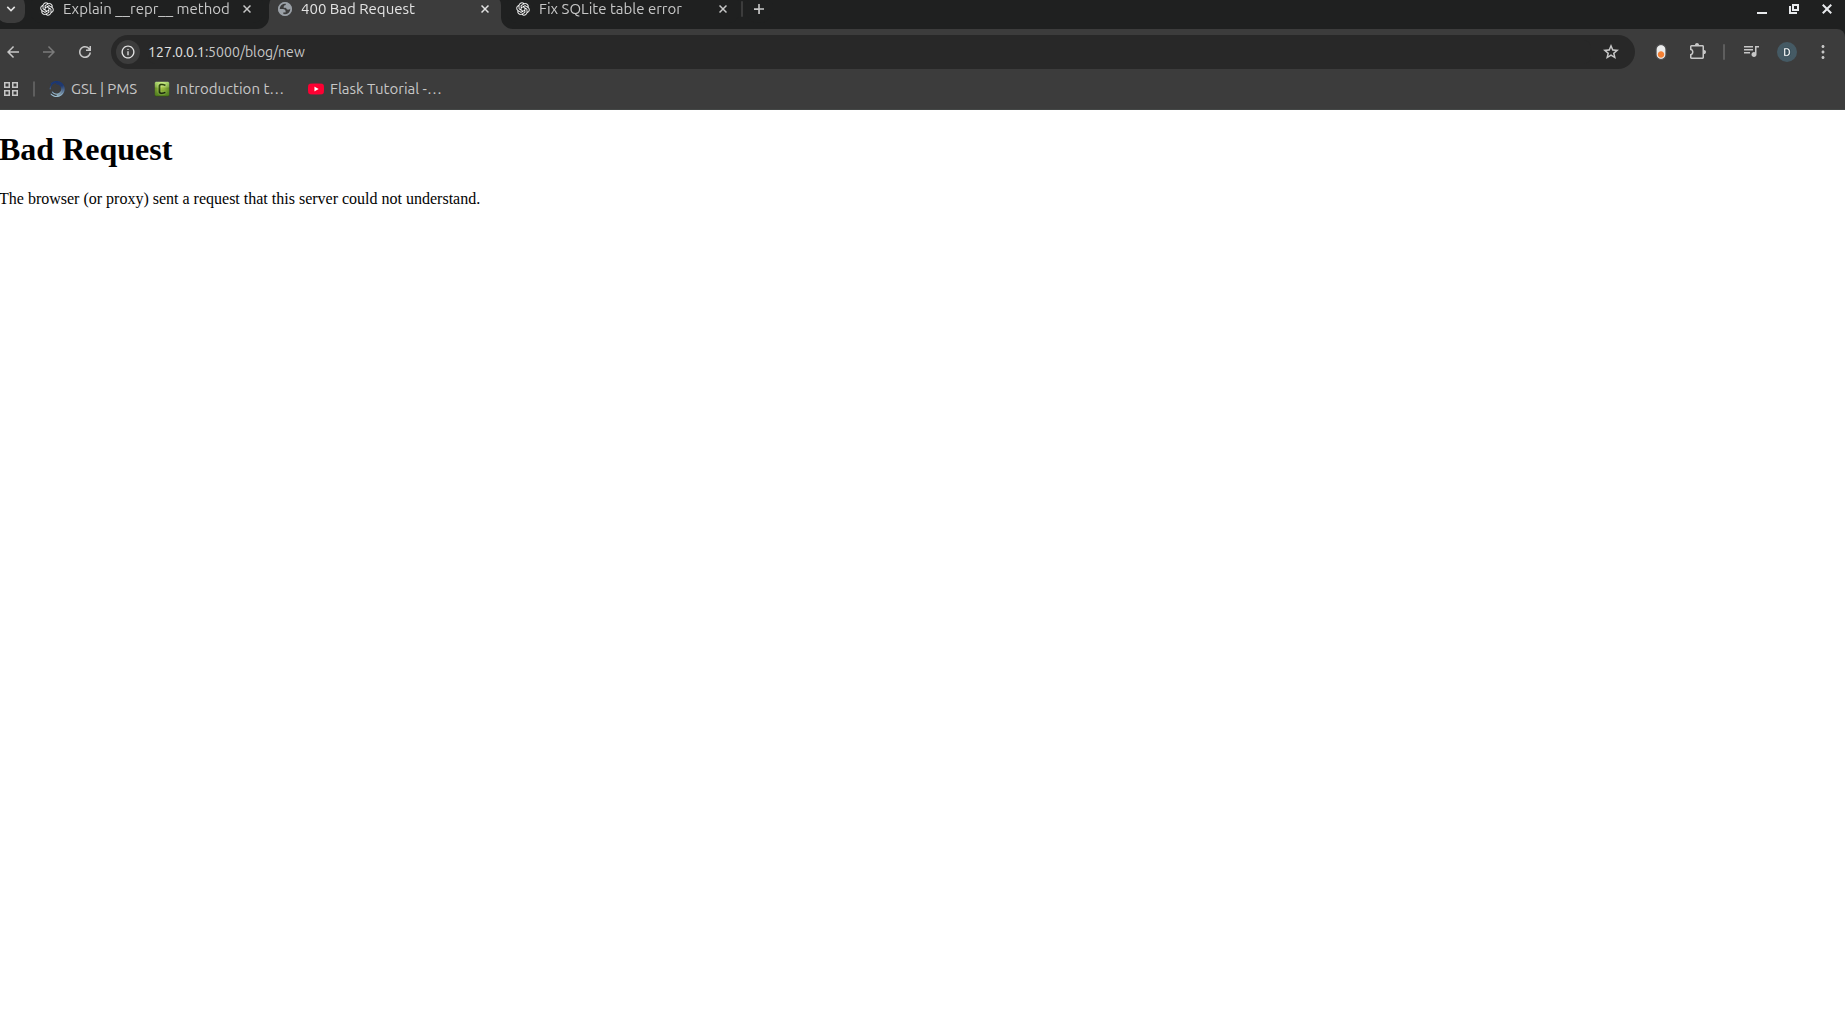 Explain __repr__ method
400 Bad Request
Fix SQLite table error
127.0.0.1:5000/blog/new
D
GSL | PMS
C
Introduction t...
Flask Tutorial -...
Bad Request
The browser (or proxy) sent a request that this server could not understand.